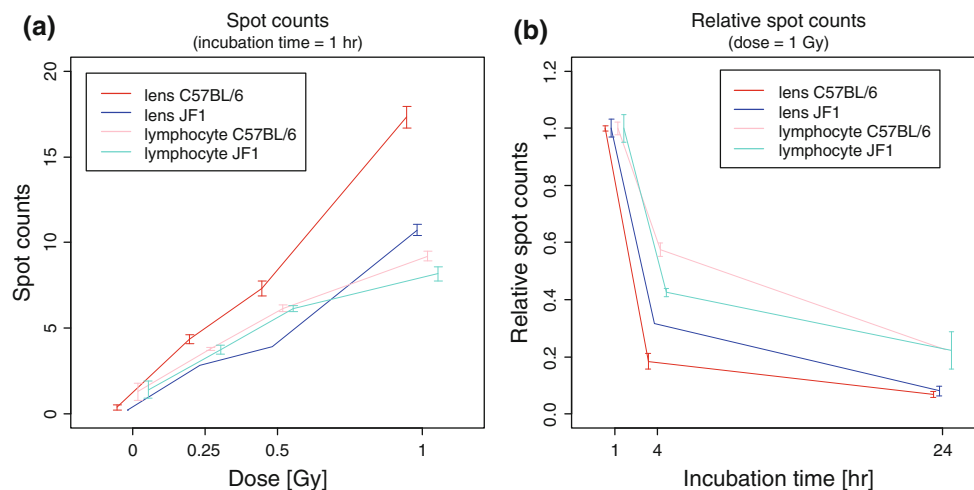 (a)
Spot counts
(incubation time = 1 hr)
20
15
10
5
0
Spot counts
lens C57BL/6
lens JF1
lymphocyte C57BL/6
lymphocyte JF1
0
0.25
0.5
1
Dose [Gy]
(b)
Relative spot counts
(dose = 1 Gy)
1.2
1.0
0.8
0.6
0.4
0.2
0.0
Relative spot counts
lens C57BL/6
lens JF1
lymphocyte C57BL/6
lymphocyte JF1
1
4
24
Incubation time [hr]